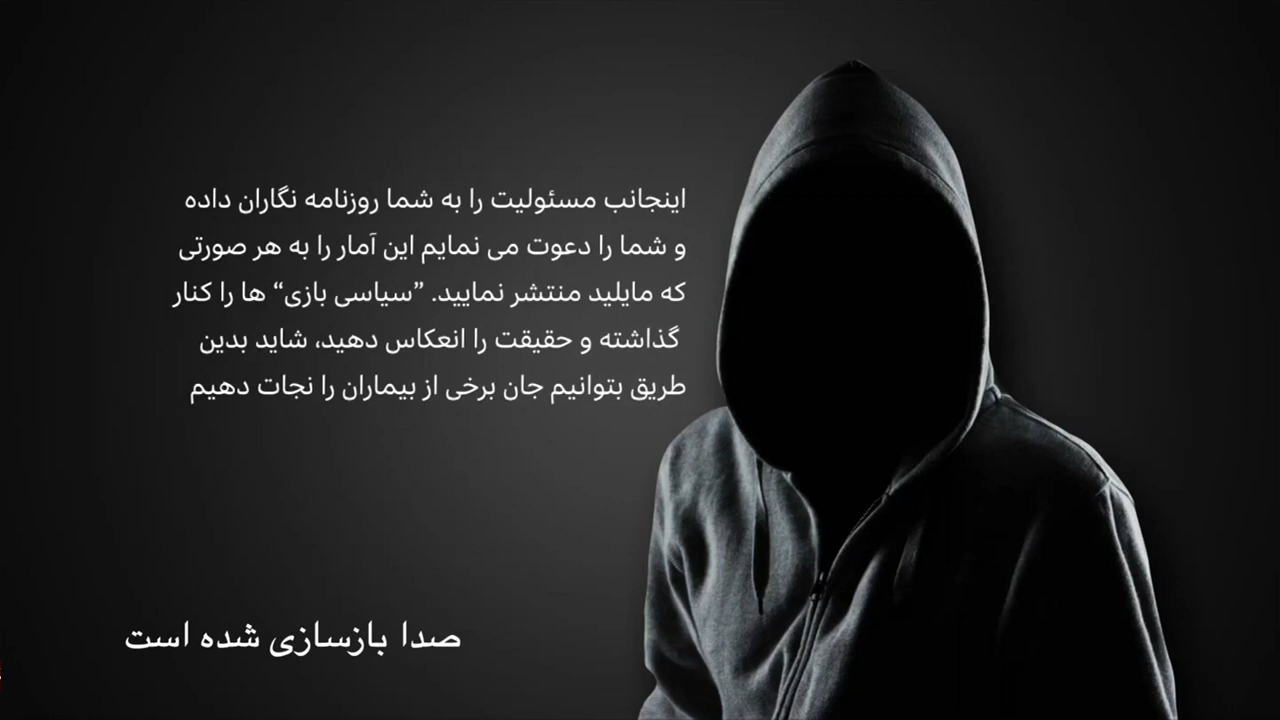 اینجانب مسئولیت را به شما روزنامه نگاران داده
و شما را دعوت می نمایم این آمار را به هر صورتی
که مایلید منتشر نمایید. ”سیاسی بازی“ ها را کنار
گذاشته و حقیقت را انعکاس دهید، شاید بدین
طریق بتوانیم جان برخی از بیماران را نجات دهیم
صدا بازسازی شده است